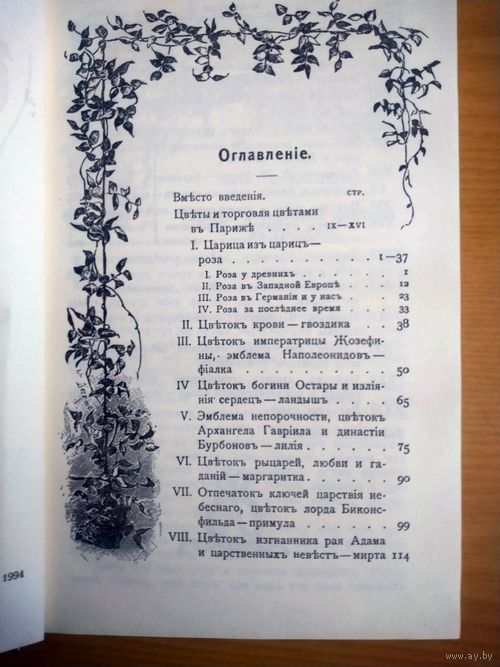 Оглавленіе.
Вмѣсто введенія. стр.
Цвѣты и торговля цвѣтами
въ Парижѣ . . . . IX—XVI
I. Царица изъ царицъ—
роза . . . . . . . 1—37
I. Роза у древнихъ . . . . . . 1
II. Роза въ Западной Европѣ . . 12
III. Роза въ Германіи и у насъ . . 23
IV. Роза за послѣднее время . . 33
II. Цвѣтокъ крови—гвоздика . . 38
III. Цвѣтокъ императрицы Жозефи-
ны, эмблема Наполеонидовъ—
фіалка . . . . . . . . 50
IV Цвѣтокъ богини Остары и излія-
нія сердецъ—ландышъ . . . 65
V. Эмблема непорочности, цвѣтокъ
Архангела Гавріила и династіи
Бурбоновъ—лилія . . . . . 75
VI. Цвѣтокъ рыцарей, любви и га-
даній—маргаритка . . . . . 90
VII. Отпечатокъ ключей царствія не-
беснаго, цвѣтокъ лорда Биконс-
фильда—примула . . . . . 99
VIII. Цвѣтокъ изгнанника рая Адама
и царственныхъ невѣстъ—мирта 114
1994
www.ay.by